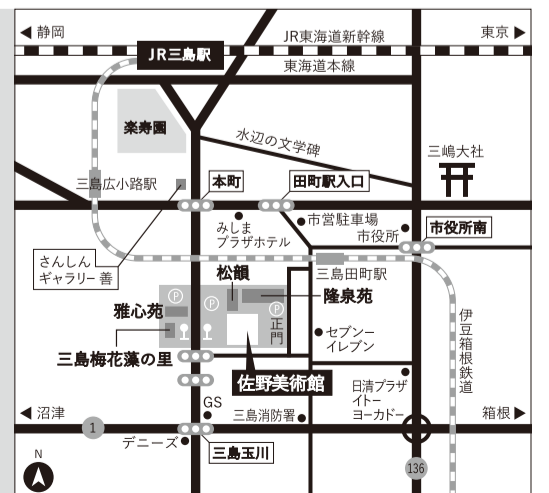 静岡
JR東海道新幹線
東京
JR三島駅
東海道本線
楽寿園
水辺の文学碑
三嶋大社
三島広小路駅
本町
田町駅入口
みしま
プラザホテル
市営駐車場
市役所
市役所南
さんしん
ギャラリー 善
松韻
三島田町駅
雅心苑
P
P
隆泉苑
P
正門
伊豆箱根鉄道
セブンー
イレブン
三島梅花藻の里
佐野美術館
日清プラザ
イトー
ヨーカドー
沼津
GS
三島消防署
箱根
1
デニーズ
三島玉川
136
N